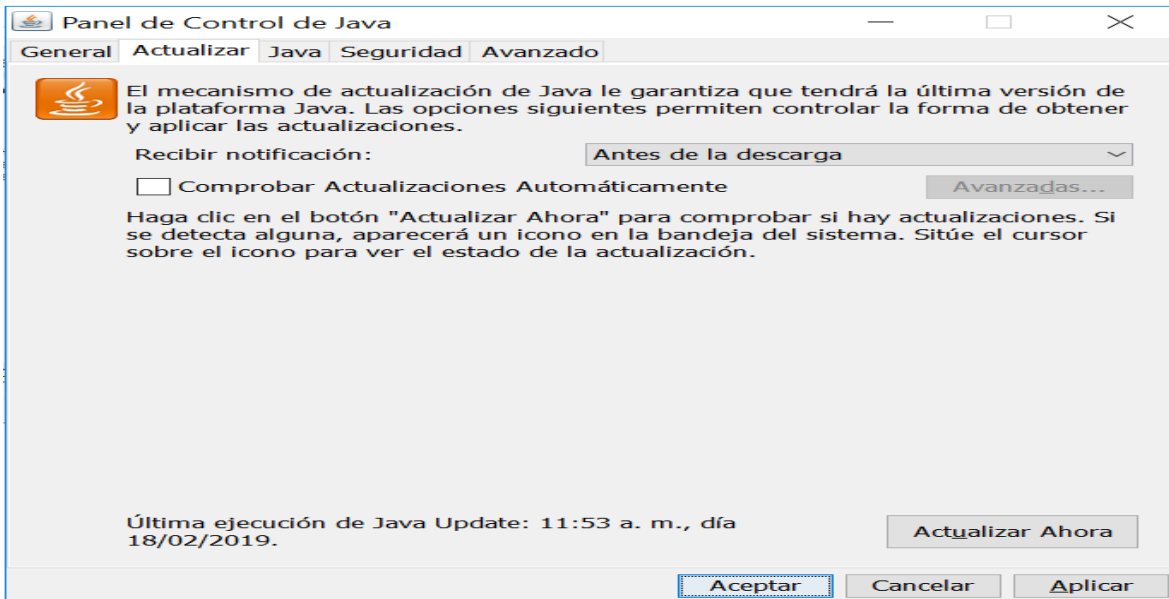 Panel de Control de Java
General Actualizar Java Seguridad Avanzado
El mecanismo de actualización de Java le garantiza que tendrá la última versión de
la plataforma Java. Las opciones siguientes permiten controlar la forma de obtener
y aplicar las actualizaciones.
Recibir notificación: Antes de la descarga
Comprobar Actualizaciones Automáticamente Avanzadas...
Haga clic en el botón "Actualizar Ahora" para comprobar si hay actualizaciones. Si
se detecta alguna, aparecerá un icono en la bandeja del sistema. Sitúe el cursor
sobre el icono para ver el estado de la actualización.
Última ejecución de Java Update: 11:53 a. m., día
18/02/2019.
Actualizar Ahora
Aceptar Cancelar Aplicar